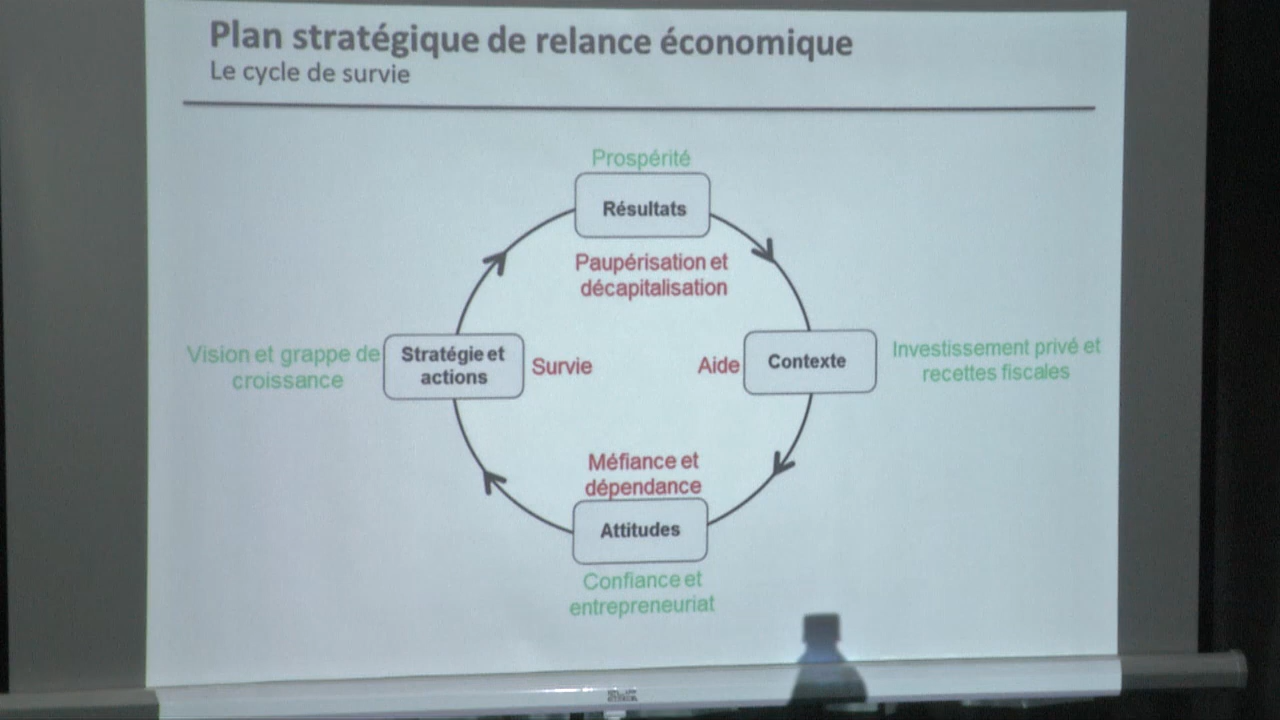 Plan stratégique de relance économique
Le cycle de survie
Prospérité
Résultats
Paupérisation et
décapitalisation
Vision et grappe de
croissance
Stratégie et
actions
Survie
Aide
Contexte
Investissement privé et
recettes fiscales
Méfiance et
dépendance
Attitudes
Confiance et
entrepreneuriat